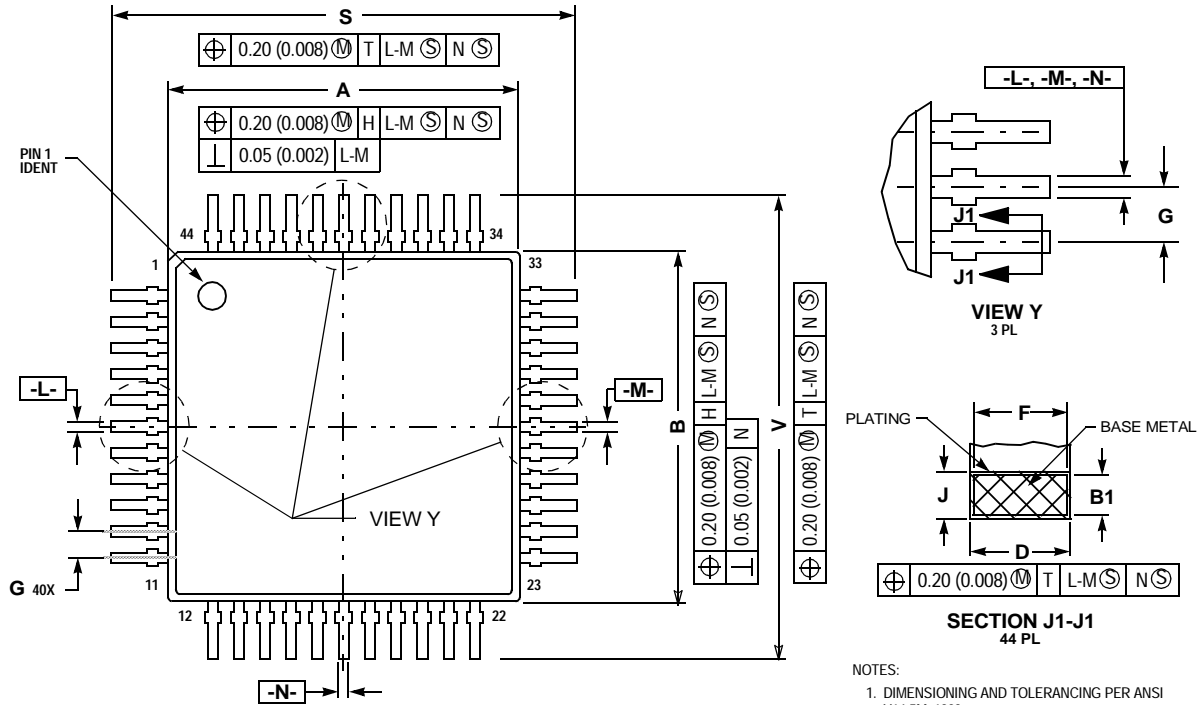 S
⌖ 0.20 (0.008) Ⓜ T L-M Ⓢ N Ⓢ
A
⌖ 0.20 (0.008) Ⓜ H L-M Ⓢ N Ⓢ
⊥ 0.05 (0.002) L-M
PIN 1
IDENT
44
34
1
33
-L-
-M-
B
⌖ 0.20 (0.008) Ⓜ H L-M Ⓢ N Ⓢ
⊥ 0.05 (0.002) N
V
⌖ 0.20 (0.008) Ⓜ T L-M Ⓢ N Ⓢ
VIEW Y
G 40X
11
23
12
22
-N-
-L-, -M-, -N-
J1
G
J1
VIEW Y
3 PL
PLATING
F
BASE METAL
J
B1
D
⌖ 0.20 (0.008) Ⓜ T L-M Ⓢ N Ⓢ
SECTION J1-J1
44 PL
NOTES:
1. DIMENSIONING AND TOLERANCING PER ANSI